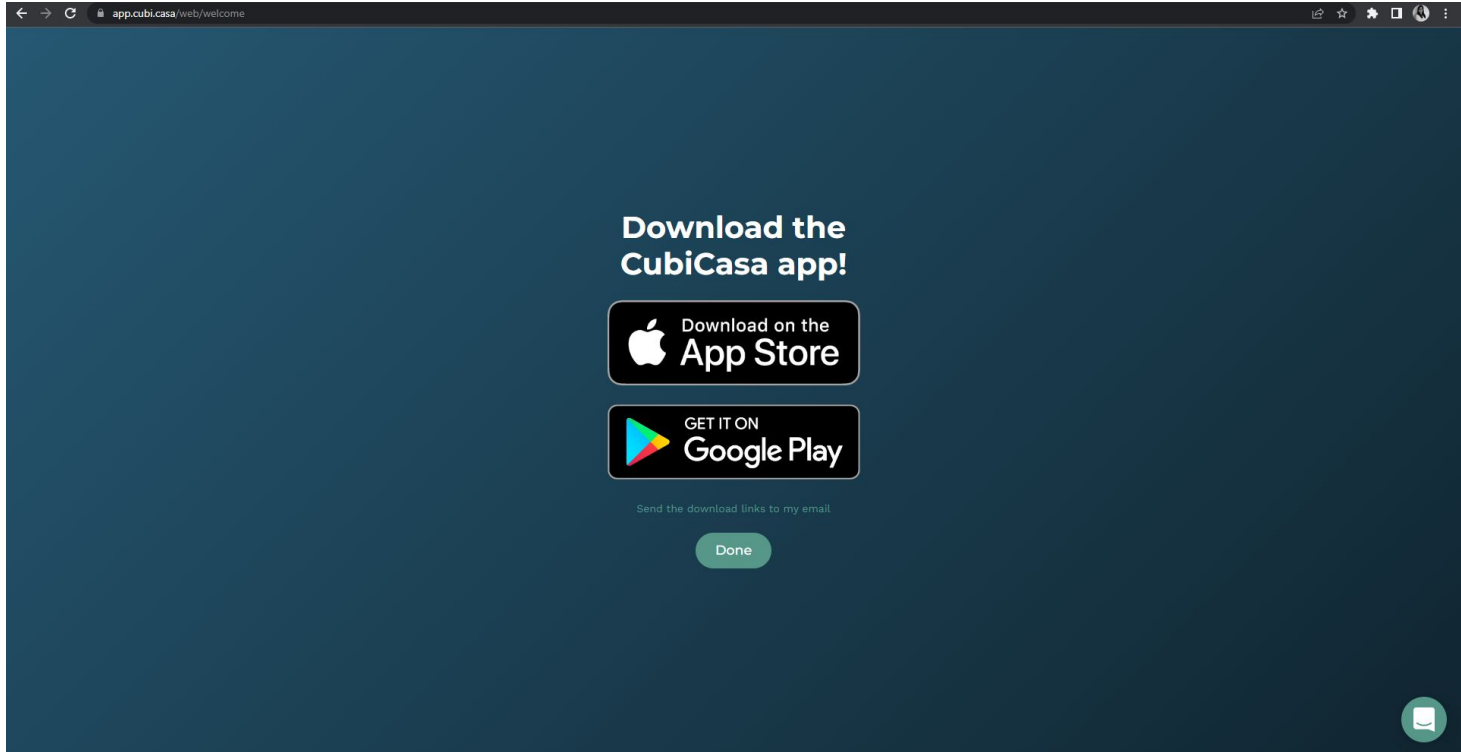 app.cubi.casa/web/welcome
Download the
CubiCasa app!
Download on the
App Store
GET IT ON
Google Play
Send the download links to my email
Done